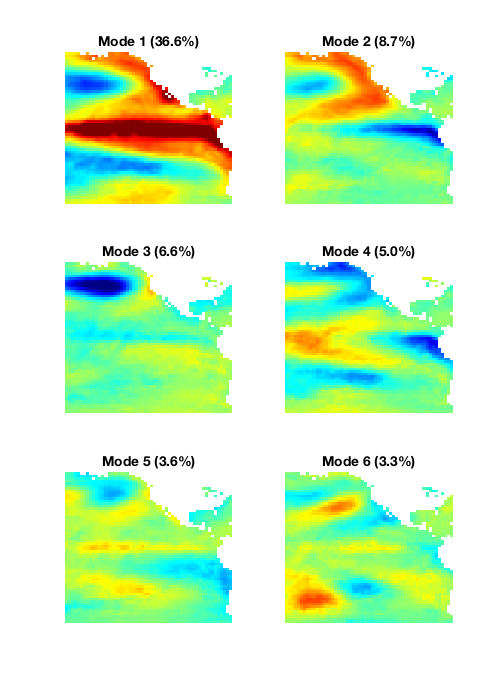 Mode 1 (36.6%)
Mode 2 (8.7%)
Mode 3 (6.6%)
Mode 4 (5.0%)
Mode 5 (3.6%)
Mode 6 (3.3%)